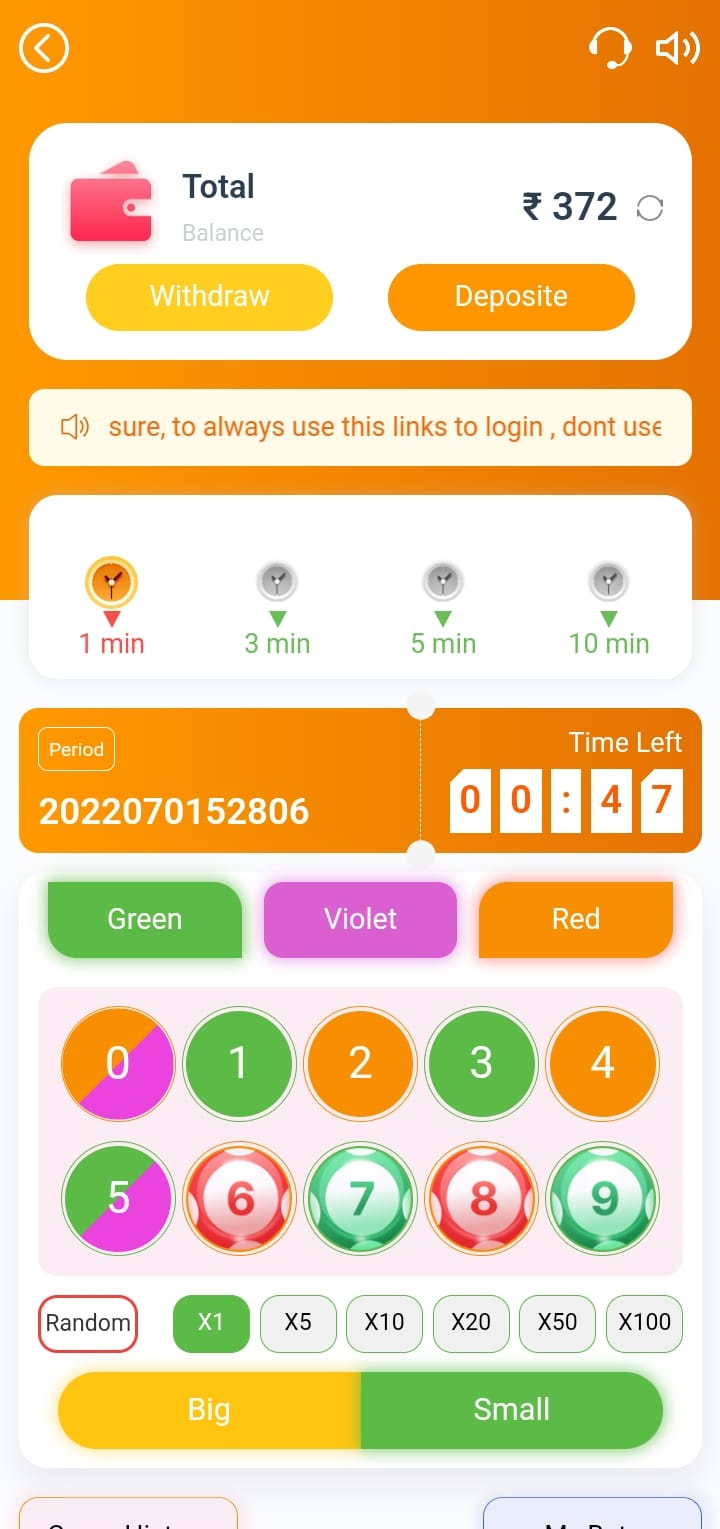 Total
₹ 372
Balance
Withdraw Deposite
sure, to always use this links to login , dont use
1 min 3 min 5 min 10 min
Period Time Left
2022070152806 00:47
Green Violet Red
0 1 2 3 4
5 6 7 8 9
Random X1 X5 X10 X20 X50 X100
Big Small